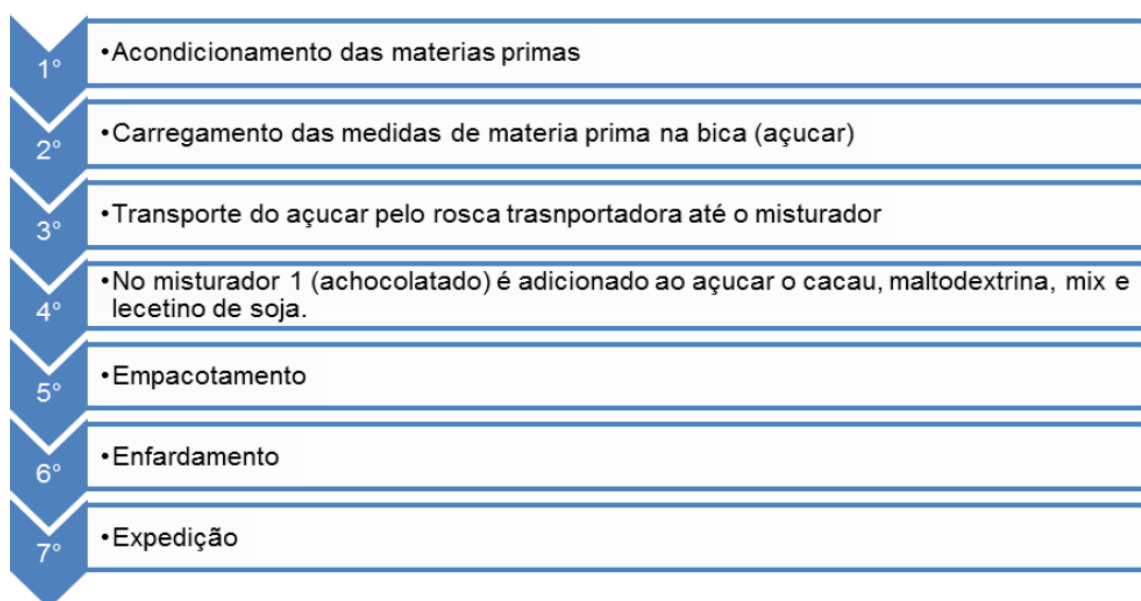 1°
•Acondicionamento das materias primas
2°
•Carregamento das medidas de materia prima na bica (açucar)
3°
•Transporte do açucar pelo rosca trasnportadora até o misturador
4°
•No misturador 1 (achocolatado) é adicionado ao açucar o cacau, maltodextrina, mix e
lecetino de soja.
5°
•Empacotamento
6°
•Enfardamento
7°
•Expedição